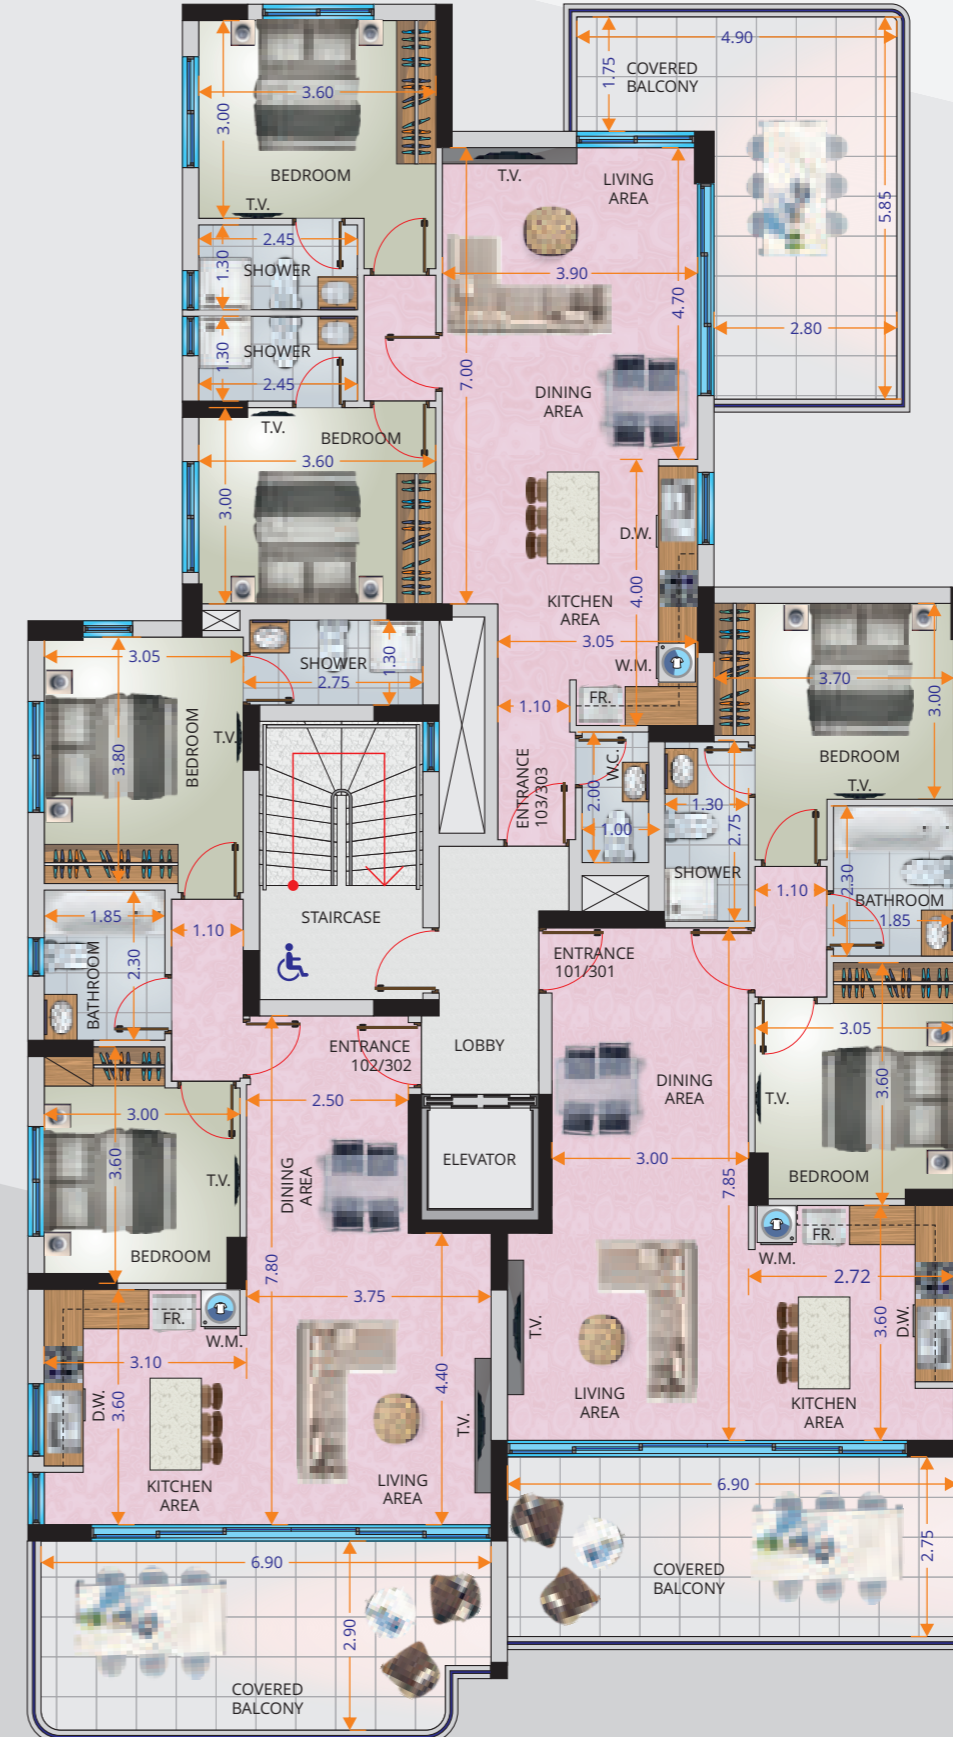 4.90
1.75
COVERED
BALCONY
3.60
3.00
BEDROOM
T.V.
T.V.
LIVING
AREA
5.85
2.45
1.30
SHOWER
3.90
4.70
2.80
1.30
SHOWER
2.45
7.00
DINING
AREA
T.V.
BEDROOM
3.60
3.00
D.W.
4.00
KITCHEN
AREA
3.05
SHOWER
1.30
2.75
3.05
W.M.
FR.
1.10
3.70
3.00
BEDROOM
T.V.
3.80
BEDROOM
T.V.
ENTRANCE
103/303
W.C.
2.00
1.00
1.30
2.75
SHOWER
1.10
2.30
BATHROOM
1.85
1.85
2.30
BATHROOM
1.10
STAIRCASE
ENTRANCE
101/301
3.05
ENTRANCE
102/302
LOBBY
DINING
AREA
3.60
T.V.
3.00
2.50
3.60
T.V.
BEDROOM
DINING
AREA
ELEVATOR
3.00
7.85
BEDROOM
7.80
FR.
W.M.
2.72
3.75
FR.
W.M.
T.V.
3.60
D.W.
3.10
D.W.
3.60
4.40
LIVING
AREA
KITCHEN
AREA
T.V.
KITCHEN
AREA
LIVING
AREA
6.90
2.75
6.90
COVERED
BALCONY
2.90
COVERED
BALCONY